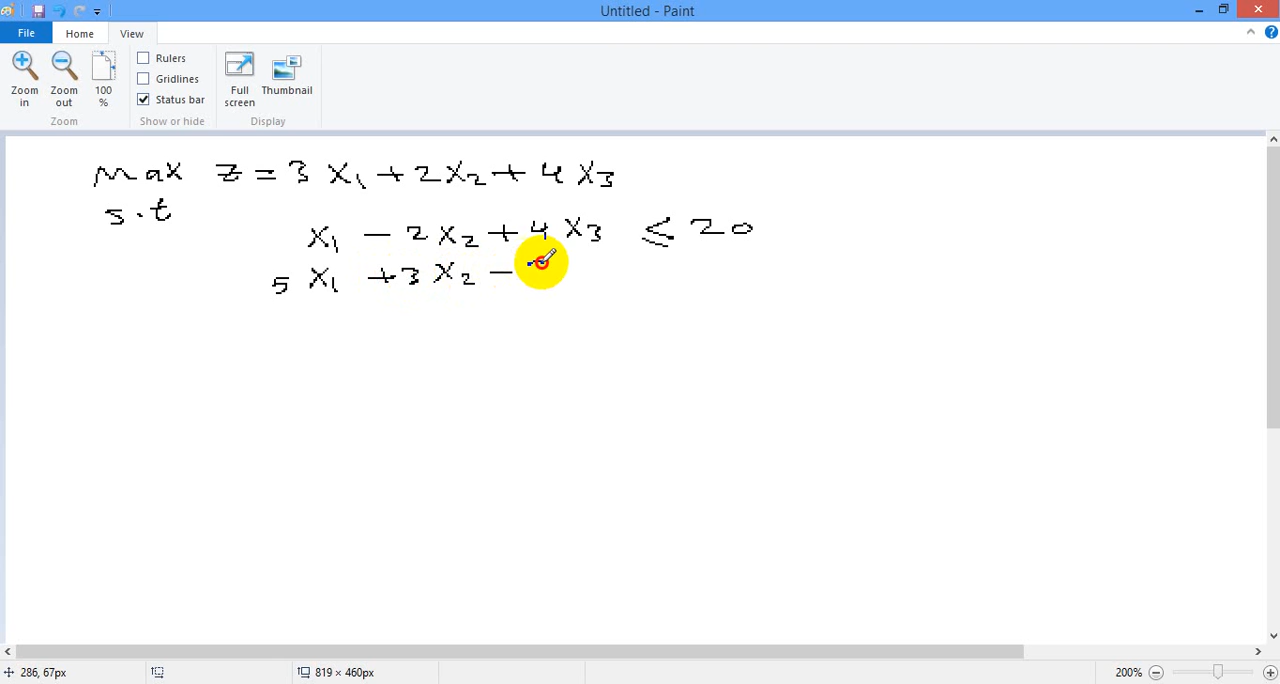 Untitled - Paint
File Home View
Rulers
Gridlines
Status bar
Zoom in
Zoom out
100 %
Full screen
Thumbnail
Zoom
Show or hide
Display
max z = 3 x₁ + 2x₂ + 4 x₃
s.t
x₁ - 2 x₂ + 4 x₃ ≤ 20
5 x₁ + 3 x₂ -
286, 67px
819 × 460px
200%